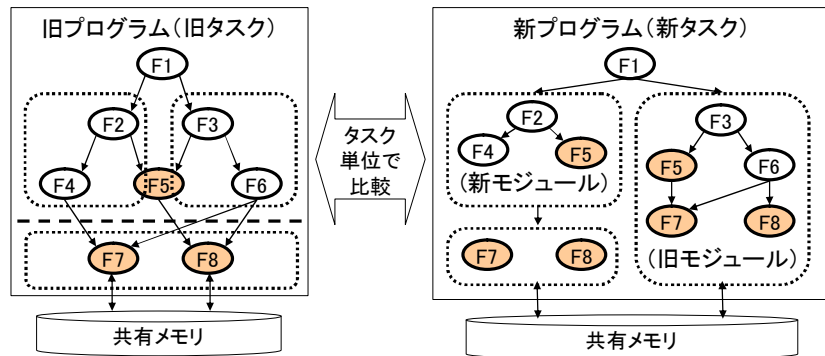 旧プログラム(旧タスク)
F1
F2
F3
F4
F5
F6
F7
F8
共有メモリ
タスク
単位で
比較
新プログラム(新タスク)
F1
F2
F4
F5
(新モジュール)
F7
F8
F3
F5
F6
F7
F8
(旧モジュール)
共有メモリ